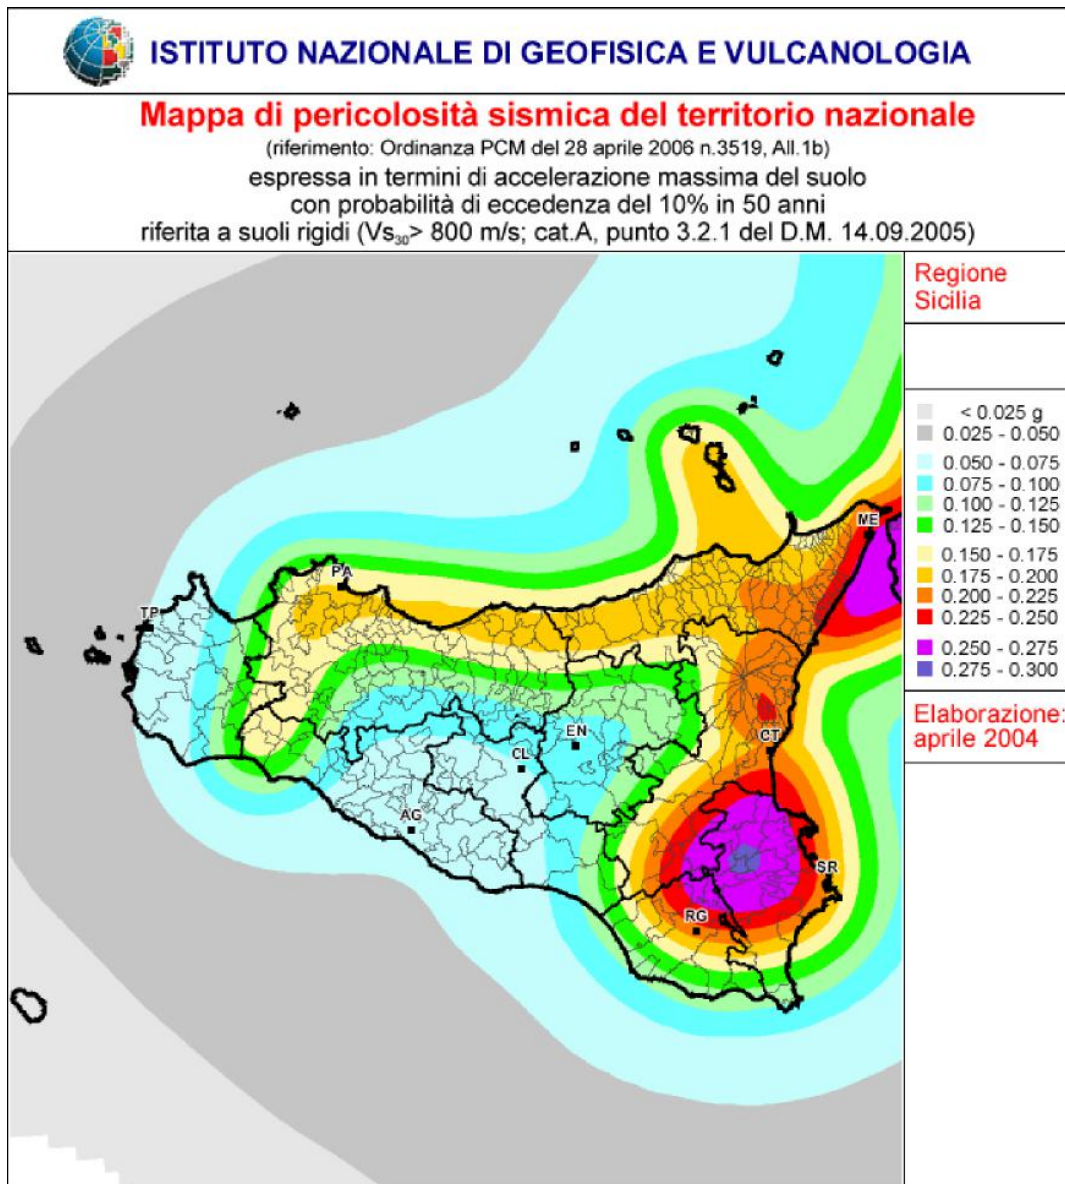 ISTITUTO NAZIONALE DI GEOFISICA E VULCANOLOGIA
Mappa di pericolosità sismica del territorio nazionale
(riferimento: Ordinanza PCM del 28 aprile 2006 n.3519, All.1b)
espressa in termini di accelerazione massima del suolo
con probabilità di eccedenza del 10% in 50 anni
riferita a suoli rigidi (Vs₃₀> 800 m/s; cat.A, punto 3.2.1 del D.M. 14.09.2005)
Regione
Sicilia
< 0.025 g
0.025 - 0.050
0.050 - 0.075
0.075 - 0.100
0.100 - 0.125
0.125 - 0.150
0.150 - 0.175
0.175 - 0.200
0.200 - 0.225
0.225 - 0.250
0.250 - 0.275
0.275 - 0.300
Elaborazione:
aprile 2004
ME
PA
TP
EN
CT
CL
AG
SR
RG